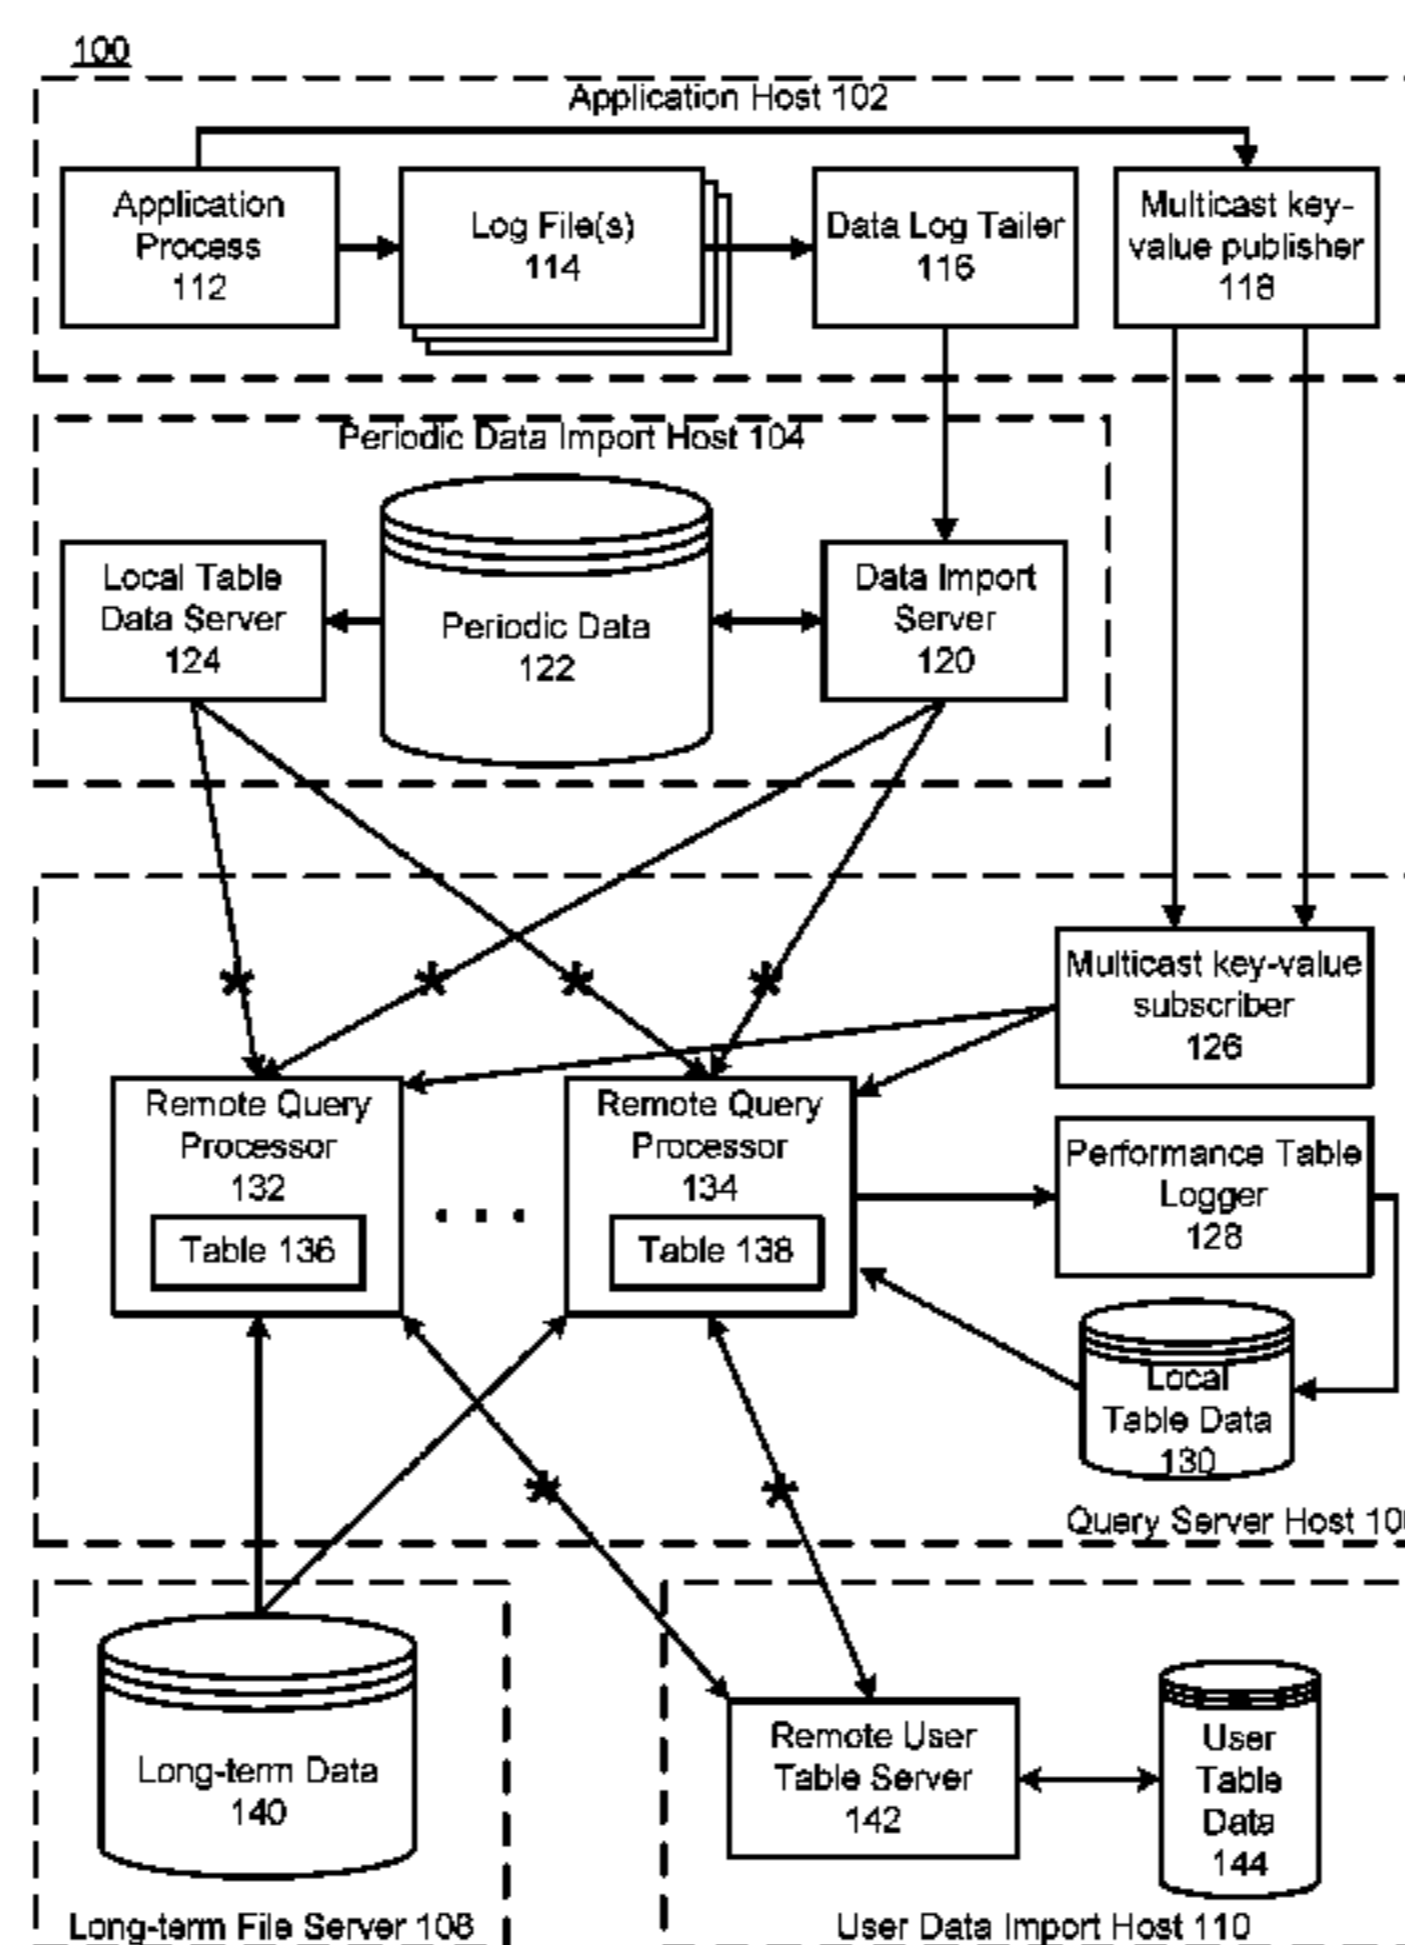 100
Application Host 102
Application
Process
112
Log File(s)
114
Data Log Tailer
116
Multicast key-
value publisher
118
Periodic Data Import Host 104
Local Table
Data Server
124
Periodic Data
122
Data Import
Server
120
Multicast key-value
subscriber
126
Remote Query
Processor
132
Table 136
. . .
Remote Query
Processor
134
Table 138
Performance Table
Logger
128
Local
Table Data
130
Query Server Host
Long-term Data
140
Long-term File Server 108
Remote User
Table Server
142
User
Table
Data
144
User Data Import Host 110